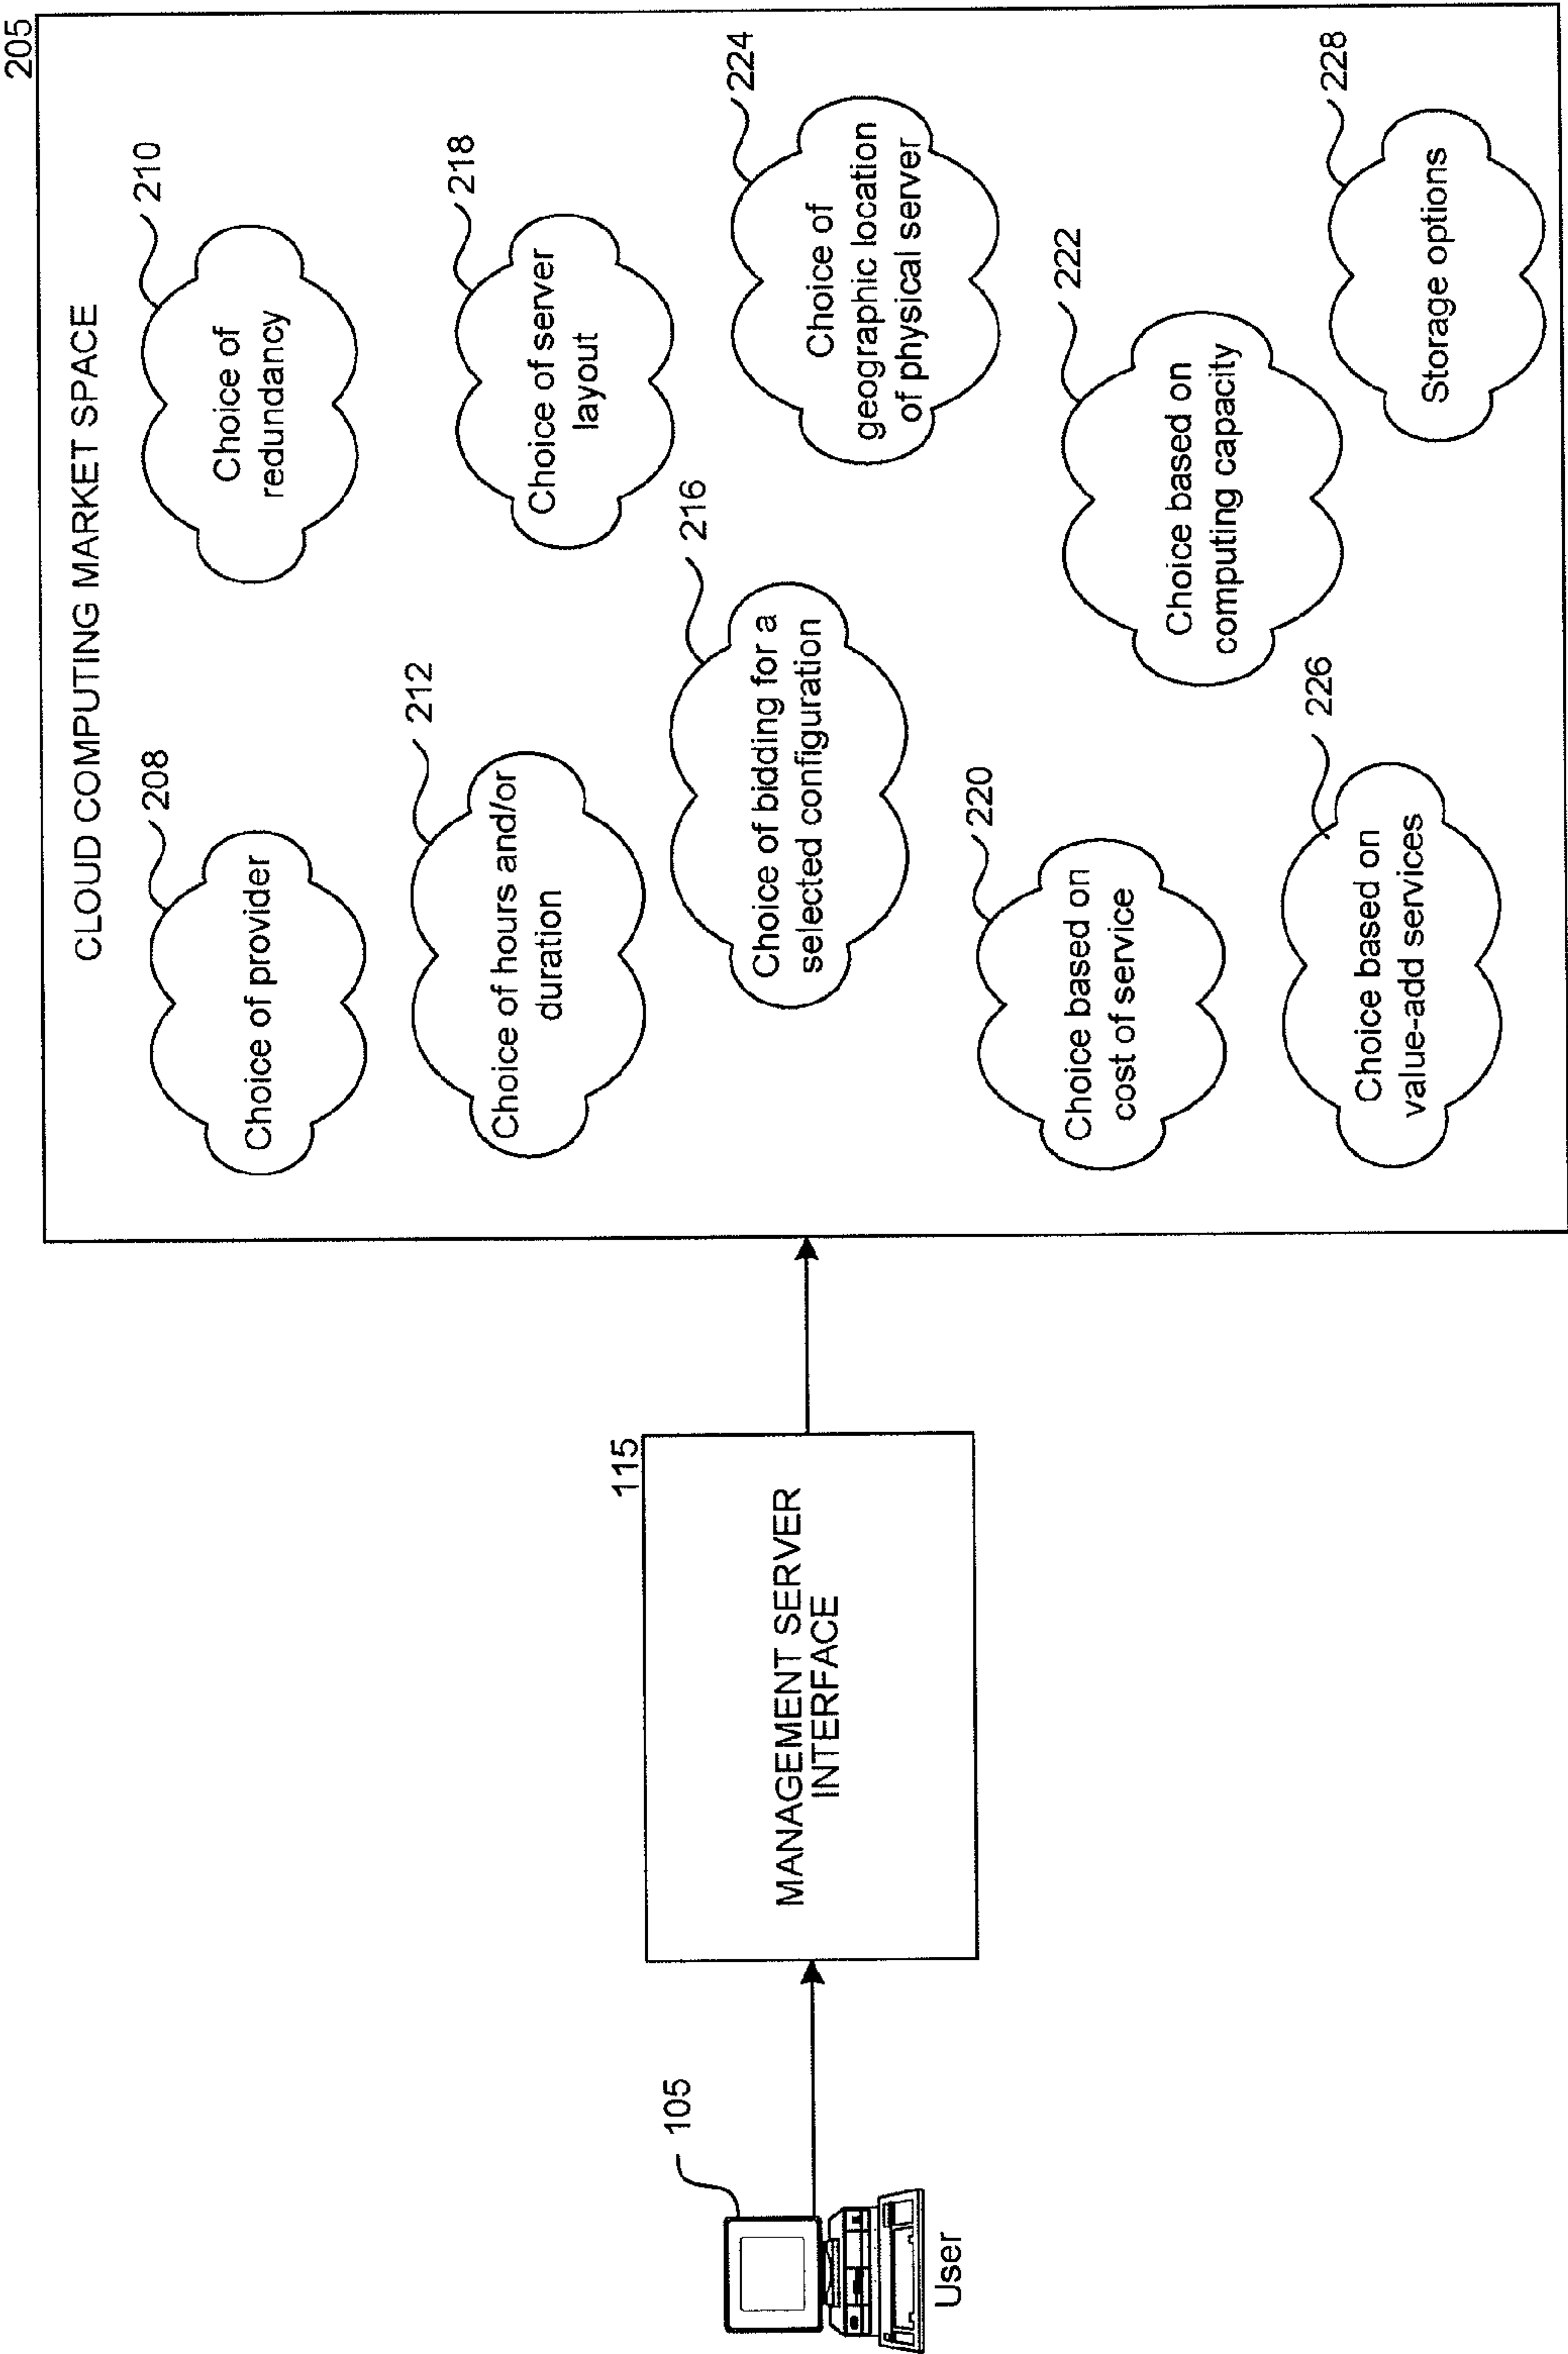 205
CLOUD COMPUTING MARKET SPACE
208
Choice of provider
210
Choice of
redundancy
212
Choice of hours and/or
duration
218
Choice of server
layout
216
Choice of bidding for a
selected configuration
224
Choice of
geographic location
of physical server
220
Choice based on
cost of service
222
Choice based on
computing capacity
226
Choice based on
value-add services
228
Storage options
115
MANAGEMENT SERVER
INTERFACE
105
User